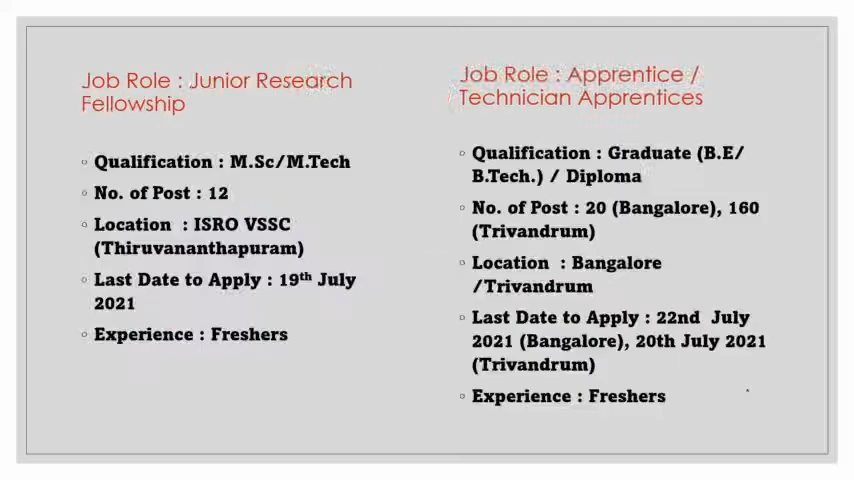 Job Role : Junior Research
Fellowship
◦ Qualification : M.Sc/M.Tech
◦ No. of Post : 12
◦ Location  : ISRO VSSC
(Thiruvananthapuram)
◦ Last Date to Apply : 19th July
2021
◦ Experience : Freshers
Job Role : Apprentice /
Technician Apprentices
◦ Qualification : Graduate (B.E/
B.Tech.) / Diploma
◦ No. of Post : 20 (Bangalore), 160
(Trivandrum)
◦ Location  : Bangalore
/Trivandrum
◦ Last Date to Apply : 22nd  July
2021 (Bangalore), 20th July 2021
(Trivandrum)
◦ Experience : Freshers